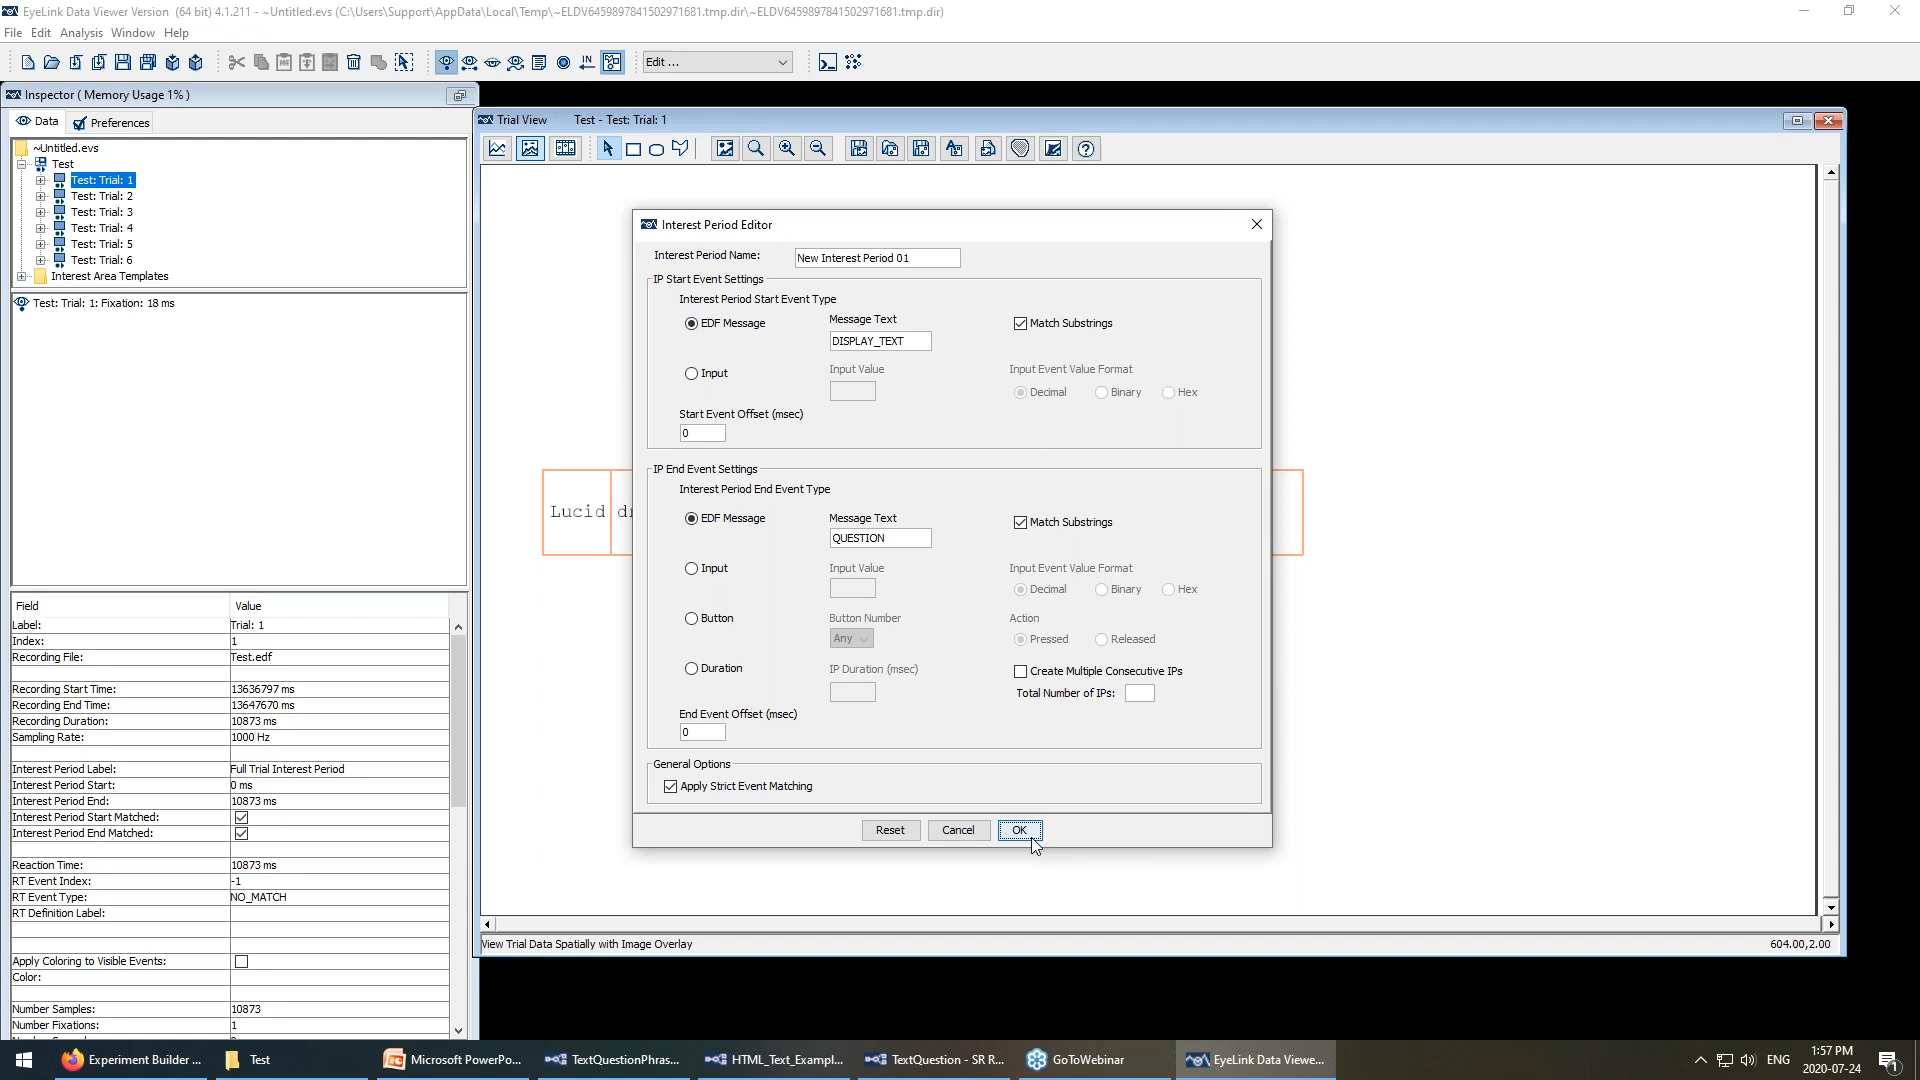 EyeLink Data Viewer Version  (64 bit) 4.1.211 - ~Untitled.evs (C:\Users\Support\AppData\Local\Temp\~ELDV6459897841502971681.tmp.dir\~ELDV6459897841502971681.tmp.dir)
File Edit Analysis Window Help
IN Edit ...
Inspector ( Memory Usage 1% )
Data Preferences
~Untitled.evs
Test
Test: Trial: 1
Test: Trial: 2
Test: Trial: 3
Test: Trial: 4
Test: Trial: 5
Test: Trial: 6
Interest Area Templates
Test: Trial: 1: Fixation: 18 ms
Field Value
Label: Trial: 1
Index: 1
Recording File: Test.edf
Recording Start Time: 13636797 ms
Recording End Time: 13647670 ms
Recording Duration: 10873 ms
Sampling Rate: 1000 Hz
Interest Period Label: Full Trial Interest Period
Interest Period Start: 0 ms
Interest Period End: 10873 ms
Interest Period Start Matched:
Interest Period End Matched:
Reaction Time: 10873 ms
RT Event Index: -1
RT Event Type: NO_MATCH
RT Definition Label:
Apply Coloring to Visible Events:
Color:
Number Samples: 10873
Number Fixations: 1
Trial View Test - Test: Trial: 1
Lucid
Interest Period Editor
Interest Period Name: New Interest Period 01
IP Start Event Settings
Interest Period Start Event Type
EDF Message Message Text Match Substrings
DISPLAY_TEXT
Input Input Value Input Event Value Format
Decimal Binary Hex
Start Event Offset (msec)
0
IP End Event Settings
Interest Period End Event Type
EDF Message Message Text Match Substrings
QUESTION
Input Input Value Input Event Value Format
Decimal Binary Hex
Button Button Number Action
Any Pressed Released
Duration IP Duration (msec) Create Multiple Consecutive IPs
Total Number of IPs:
End Event Offset (msec)
0
General Options
Apply Strict Event Matching
Reset Cancel OK
View Trial Data Spatially with Image Overlay 604.00,2.00
Experiment Builder ... Test Microsoft PowerPo... TextQuestionPhras... HTML_Text_Exampl... TextQuestion - SR R... GoToWebinar EyeLink Data Viewe... ENG 1:57 PM
2020-07-24 1